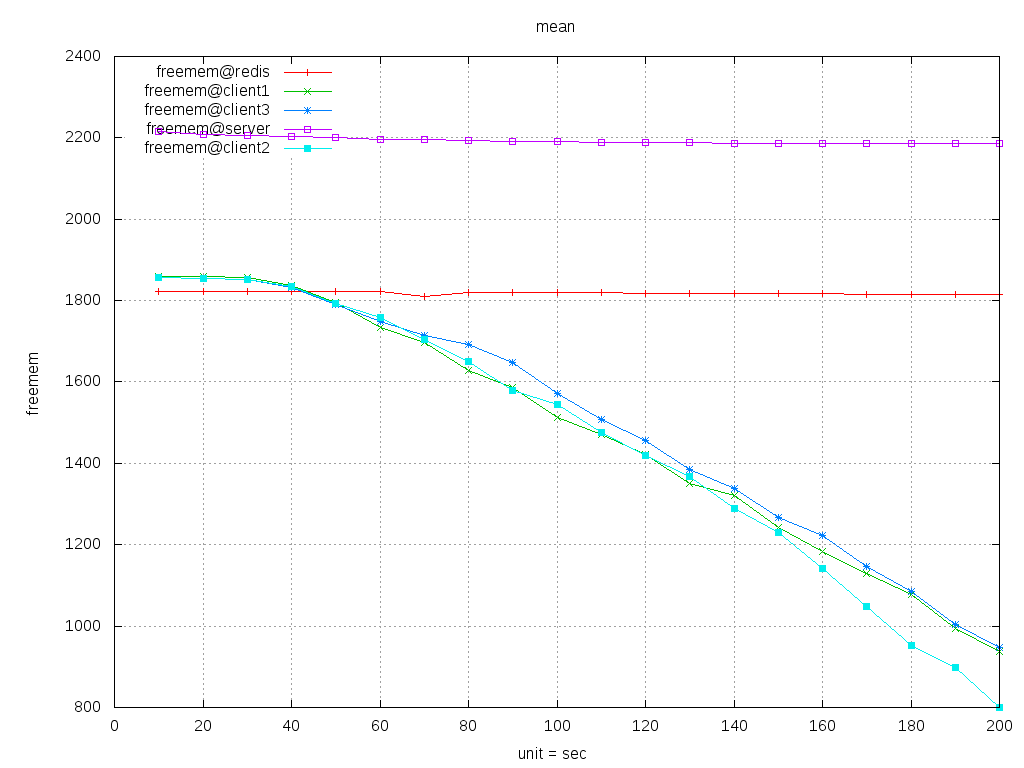 mean
2400
2200
2000
1800
1600
1400
1200
1000
800
freemem
freemem@redis
freemem@client1
freemem@client3
freemem@server
freemem@client2
0 20 40 60 80 100 120 140 160 180 200
unit = sec